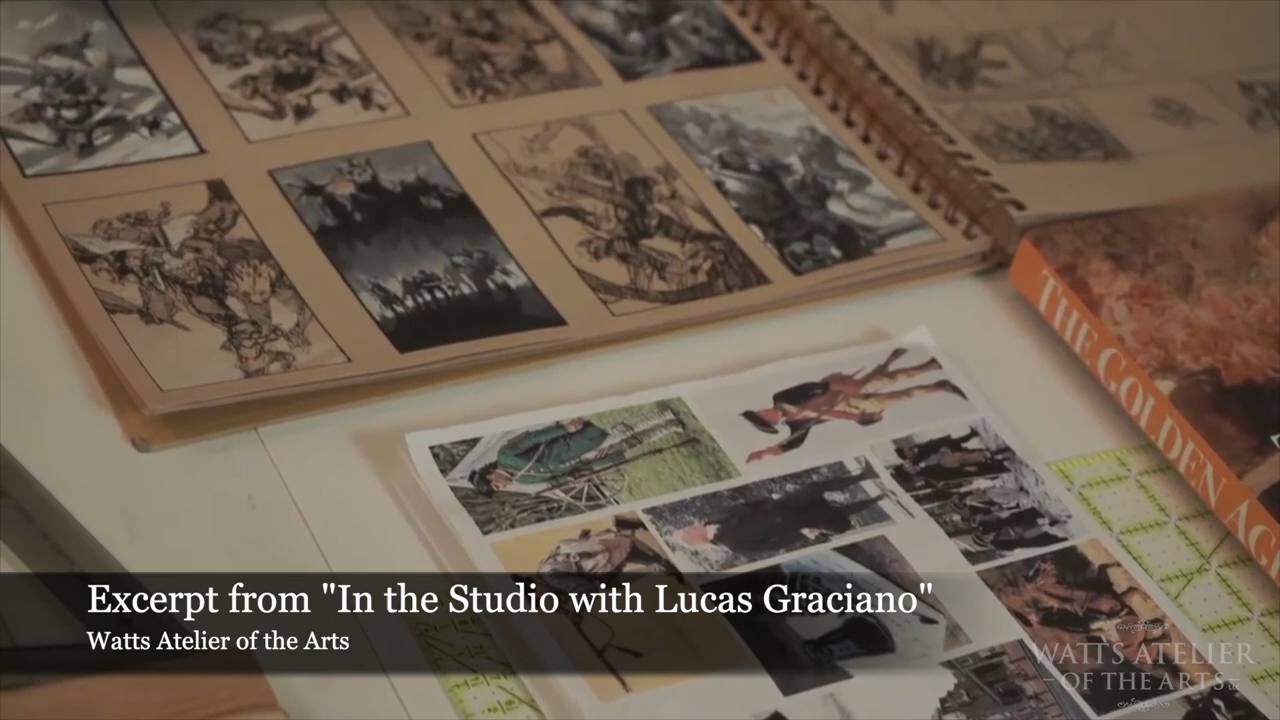 THE GOLDEN AG
Excerpt from "In the Studio with Lucas Graciano"
Watts Atelier of the Arts
WATTS ATELIER
OF THE ARTS